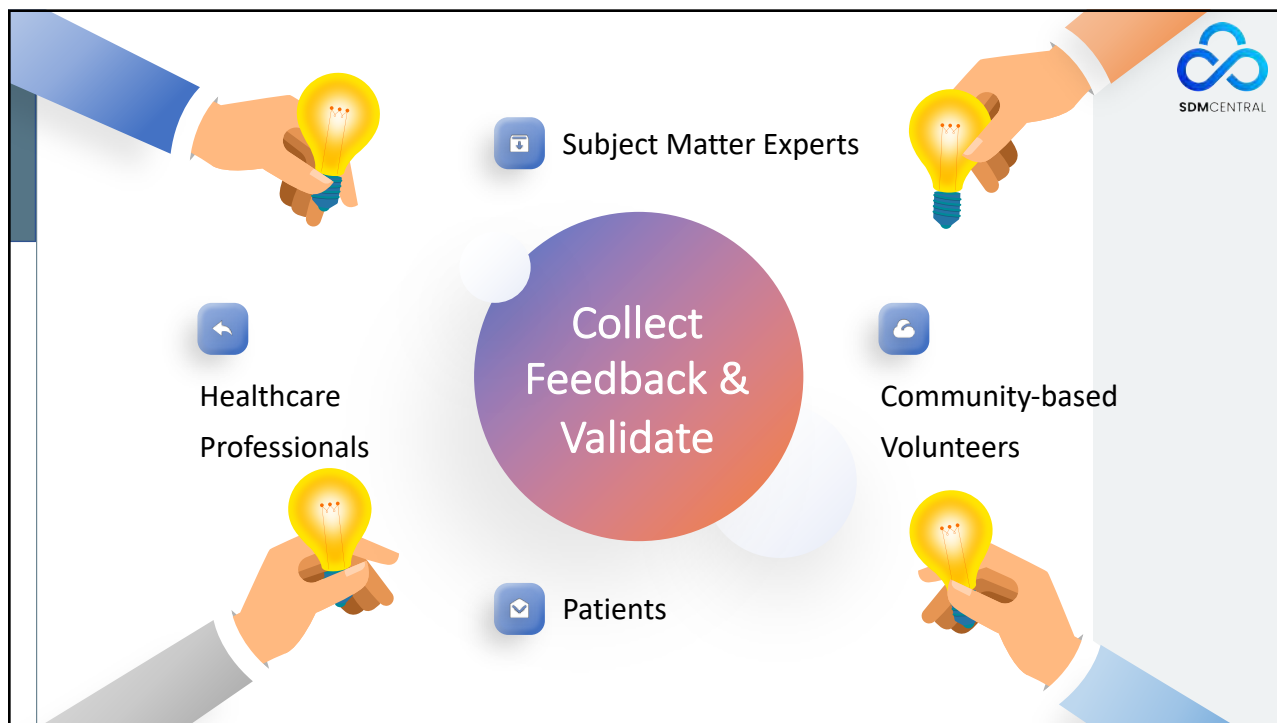 SDMCENTRAL
Subject Matter Experts
Collect
Feedback &
Validate
Healthcare
Professionals
Community-based
Volunteers
Patients